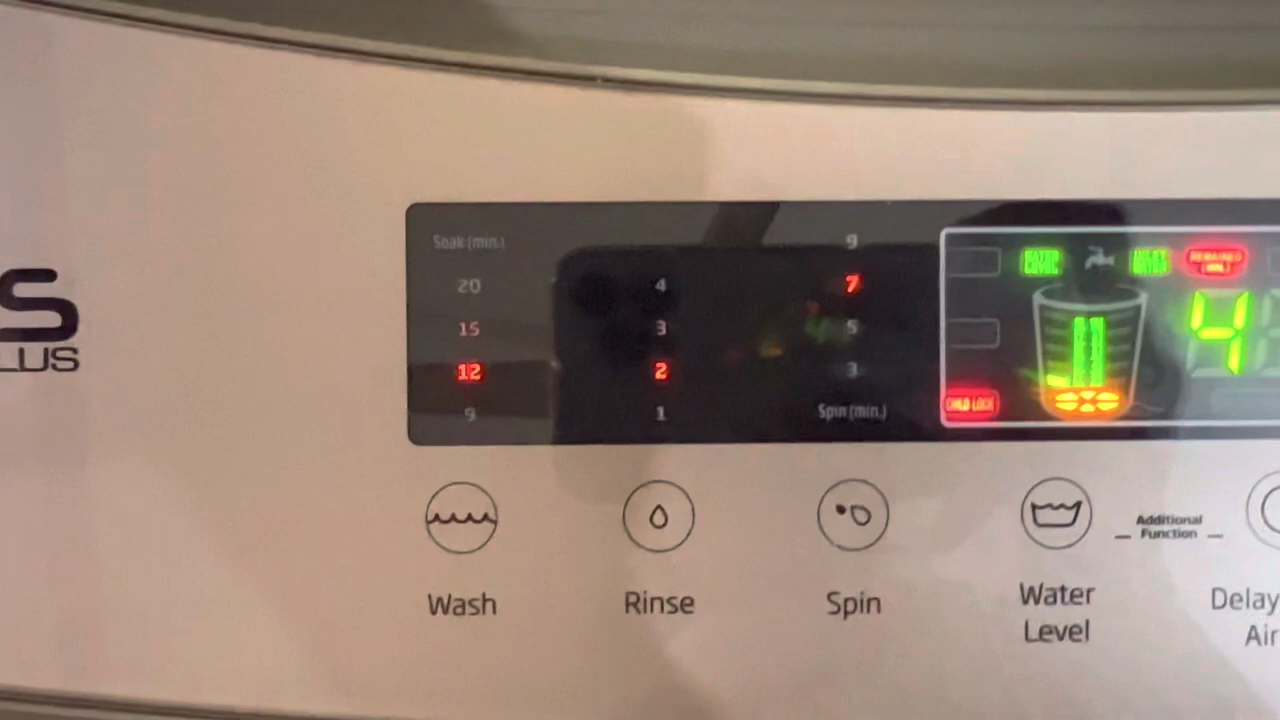 S
LUS
Soak (min.)
20
15
12
9
4
3
2
1
9
7
5
3
Spin (min.)
WATER
LEVEL
REMAINED
(MIN.)
CHILD LOCK
4
Wash
Rinse
Spin
Water
Level
Additional
Function
Delay
Air